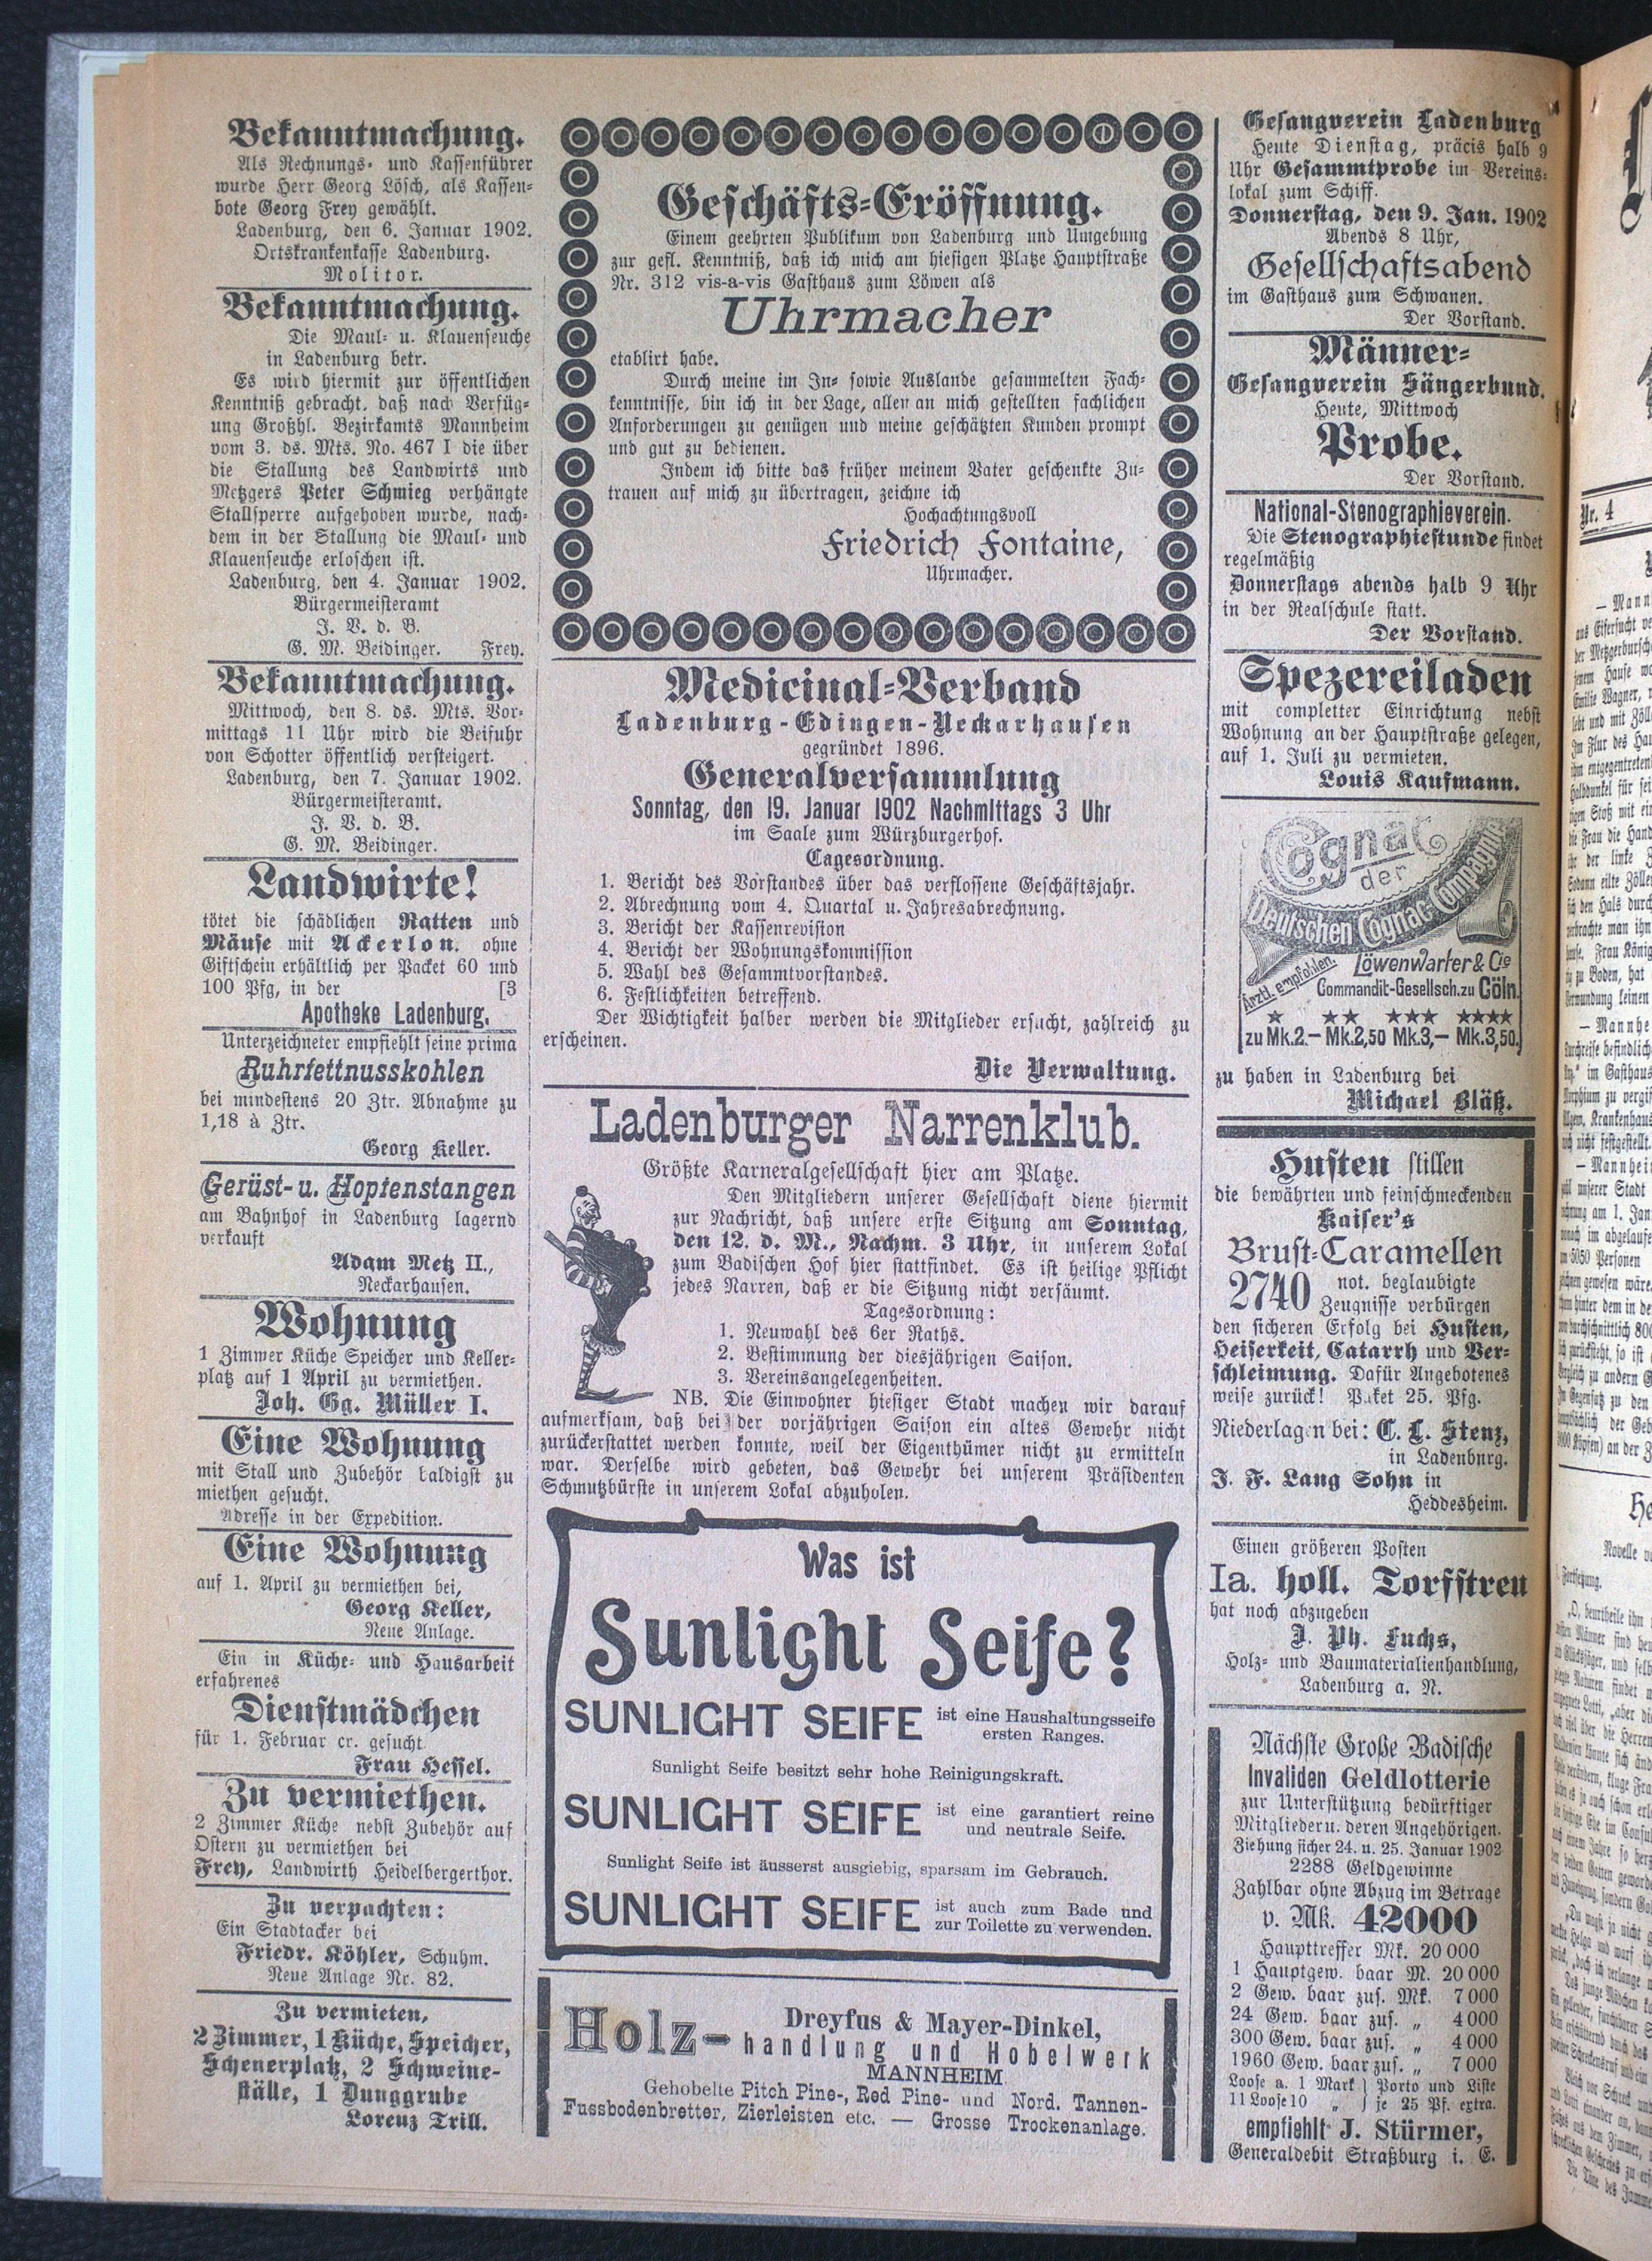 Bekanntmachung.
Als Rechnungs- und Kassenführer
wurde Herr Georg Lösch, als Kassen-
bote Georg Frey gewählt.
Ladenburg, den 6. Januar 1902.
Ortskrankenkasse Ladenburg.
Molitor.
Bekanntmachung.
Die Maul- u. Klauenseuche
in Ladenburg betr.
Es wird hiermit zur öffentlichen
Kenntniß gebracht, daß nach Verfüg-
ung Großhl. Bezirkamts Mannheim
vom 3. ds. Mts. No. 467 I die über
die Stallung des Landwirts und
Metzgers Peter Schmieg verhängte
Stallsperre aufgehoben wurde, nach-
dem in der Stallung die Maul- und
Klauenseuche erloschen ist.
Ladenburg, den 4. Januar 1902.
Bürgermeisteramt
J. V. d. B.
G. M. Beidinger. Frey.
Bekanntmachung.
Mittwoch, den 8. ds. Mts. Vor-
mittags 11 Uhr wird die Beifuhr
von Schotter öffentlich versteigert.
Ladenburg, den 7. Januar 1902.
Bürgermeisteramt.
J. V. d. B.
G. M. Beidinger.
Landwirte!
tötet die schädlichen Ratten und
Mäuse mit Ackerlon, ohne
Giftschein erhältlich per Packet 60 und
100 Pfg, in der [3
Apotheke Ladenburg.
Unterzeichneter empfiehlt seine prima
Ruhrfettnusskohlen
bei mindestens 20 Ztr. Abnahme zu
1,18 à Ztr.
Georg Keller.
Gerüst- u. Hopfenstangen
am Bahnhof in Ladenburg lagernd
verkauft
Adam Metz II.,
Neckarhausen.
Wohnung
1 Zimmer Küche Speicher und Keller-
platz auf 1 April zu vermiethen.
Joh. Gg. Müller I.
Eine Wohnung
mit Stall und Zubehör baldigst zu
miethen gesucht.
Adresse in der Expedition.
Eine Wohnung
auf 1. April zu vermiethen bei,
Georg Keller,
Neue Anlage.
Ein in Küche- und Hausarbeit
erfahrenes
Dienstmädchen
für 1. Februar cr. gesucht
Frau Hessel.
Zu vermiethen.
2 Zimmer Küche nebst Zubehör auf
Ostern zu vermiethen bei
Frey, Landwirth Heidelbergerthor.
Zu verpachten:
Ein Stadtacker bei
Friedr. Köhler, Schuhm.
Neue Anlage Nr. 82.
Zu vermieten,
2 Zimmer, 1 Küche, Speicher,
Scheuerplatz, 2 Schweine-
ställe, 1 Dunggrube
Lorenz Trill.
Geschäfts-Eröffnung.
Einem geehrten Publikum von Ladenburg und Umgebung
zur gefl. Kenntniß, daß ich mich am hiesigen Platze Hauptstraße
Nr. 312 vis-a-vis Gasthaus zum Löwen als
Uhrmacher
etablirt habe.
Durch meine im In- sowie Auslande gesammelten Fach-
kenntnisse, bin ich in der Lage, allen an mich gestellten fachlichen
Anforderungen zu genügen und meine geschätzten Kunden prompt
und gut zu bedienen.
Indem ich bitte das früher meinem Vater geschenkte Zu-
trauen auf mich zu übertragen, zeichne ich
Hochachtungsvoll
Friedrich Fontaine,
Uhrmacher.
Medicinal-Verband
Ladenburg-Edingen-Neckarhausen
gegründet 1896.
Generalversammlung
Sonntag, den 19. Januar 1902 Nachmittags 3 Uhr
im Saale zum Würzburgerhof.
Tagesordnung.
1. Bericht des Vorstandes über das verflossene Geschäftsjahr.
2. Abrechnung vom 4. Quartal u. Jahresabrechnung.
3. Bericht der Kassenrevision
4. Bericht der Wohnungskommission
5. Wahl des Gesammtvorstandes.
6. Festlichkeiten betreffend.
Der Wichtigkeit halber werden die Mitglieder ersucht, zahlreich zu
erscheinen.
Die Verwaltung.
Ladenburger Narrenklub.
Größte Karneralgesellschaft hier am Platze.
Den Mitgliedern unserer Gesellschaft diene hiermit
zur Nachricht, daß unsere erste Sitzung am Sonntag,
den 12. d. M., Nachm. 3 Uhr, in unserem Lokal
zum Badischen Hof hier stattfindet. Es ist heilige Pflicht
jedes Narren, daß er die Sitzung nicht versäumt.
Tagesordnung:
1. Neuwahl des 6er Raths.
2. Bestimmung der diesjährigen Saison.
3. Vereinsangelegenheiten.
NB. Die Einwohner hiesiger Stadt machen wir darauf
aufmerksam, daß bei der vorjährigen Saison ein altes Gewehr nicht
zurückerstattet werden konnte, weil der Eigenthümer nicht zu ermitteln
war. Derselbe wird gebeten, das Gewehr bei unserem Präsidenten
Schmutzbürste in unserem Lokal abzuholen.
Was ist
Sunlight Seife?
SUNLIGHT SEIFE ist eine Haushaltungsseife
ersten Ranges.
Sunlight Seife besitzt sehr hohe Reinigungskraft.
SUNLIGHT SEIFE ist eine garantiert reine
und neutrale Seife.
Sunlight Seife ist äusserst ausgiebig, sparsam im Gebrauch.
SUNLIGHT SEIFE ist auch zum Bade und
zur Toilette zu verwenden.
Dreyfus & Mayer-Dinkel,
Holz-handlung und Hobelwerk
MANNHEIM
Gehobelte Pitch Pine-, Red Pine- und Nord. Tannen-
Fussbodenbretter, Zierleisten etc. — Grosse Trockenanlage.
Gesangverein Ladenburg
Heute Dienstag, präcis halb 9
Uhr Gesammtprobe im Vereins-
lokal zum Schiff.
Donnerstag, den 9. Jan. 1902
Abends 8 Uhr,
Gesellschaftsabend
im Gasthaus zum Schwanen.
Der Vorstand.
Männer-
Gesangverein Sängerbund.
Heute, Mittwoch
Probe.
Der Vorstand.
National-Stenographieverein.
Die Stenographiestunde findet
regelmäßig
Donnerstags abends halb 9 Uhr
in der Realschule statt.
Der Vorstand.
Spezereiladen
mit completter Einrichtung nebst
Wohnung an der Hauptstraße gelegen,
auf 1. Juli zu vermieten.
Louis Kaufmann.
Cognac
der
Deutschen Cognac-Compagnie
Ärztl. empfohlen.
Löwenwarter & Cie
Commandit-Gesellsch. zu Cöln.
★ ★★ ★★★ ★★★★
zu Mk. 2.— Mk. 2,50 Mk. 3,— Mk. 3,50.
zu haben in Ladenburg bei
Michael Bläß.
Husten stillen
die bewährten und feinschmeckenden
Kaiser's
Brust-Caramellen
2740 not. beglaubigte
Zeugnisse verbürgen
den sicheren Erfolg bei Husten,
Heiserkeit, Catarrh und Ver-
schleimung. Dafür Angebotenes
weise zurück! Paket 25. Pfg.
Niederlagen bei: C. L. Stenz,
in Ladenburg.
J. F. Lang Sohn in
Heddesheim.
Einen größeren Posten
Ia. holl. Torfstreu
hat noch abzugeben
J. Ph. Fuchs,
Holz- und Baumaterialienhandlung,
Ladenburg a. N.
Nächste Große Badische
Invaliden Geldlotterie
zur Unterstützung bedürftiger
Mitglieder u. deren Angehörigen.
Ziehung sicher 24. u. 25. Januar 1902
2288 Geldgewinne
Zahlbar ohne Abzug im Betrage
v. Mk. 42000
Haupttreffer Mk. 20 000
1 Hauptgew. baar M. 20 000
2 Gew. baar zus. Mk. 7 000
24 Gew. baar zus. „ 4 000
300 Gew. baar zus. „ 4 000
1960 Gew. baar zus. „ 7 000
Loose a. 1 Mark } Porto und Liste
11 Loose 10 „ } je 25 Pf. extra.
empfiehlt J. Stürmer,
Generaldebit Straßburg i. E.
Nr. 4